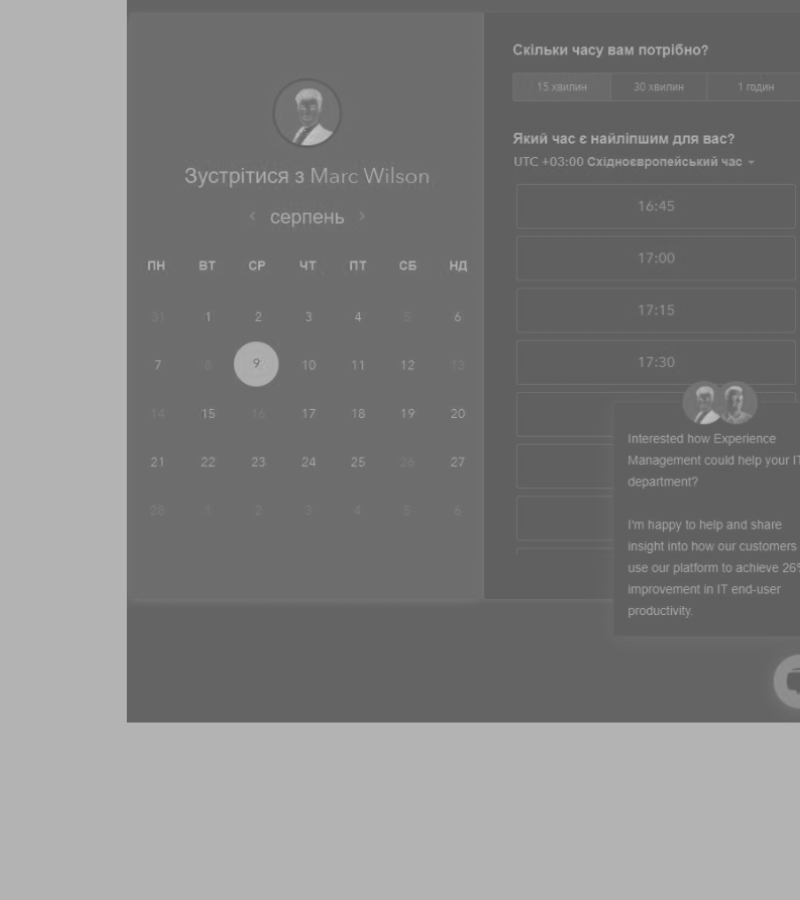 Зустрітися з Marc Wilson
серпень
ПН ВТ СР ЧТ ПТ СБ НД
31 1 2 3 4 5 6
7 8 9 10 11 12 13
14 15 16 17 18 19 20
21 22 23 24 25 26 27
28 1 2 3 4 5 6
Скільки часу вам потрібно?
15 хвилин 30 хвилин 1 годин
Який час є найліпшим для вас?
UTC +03:00 Східноєвропейський час
16:45
17:00
17:15
17:30
Interested how Experience
Management could help your IT
department?
I'm happy to help and share
insight into how our customers
use our platform to achieve 26%
improvement in IT end-user
productivity.